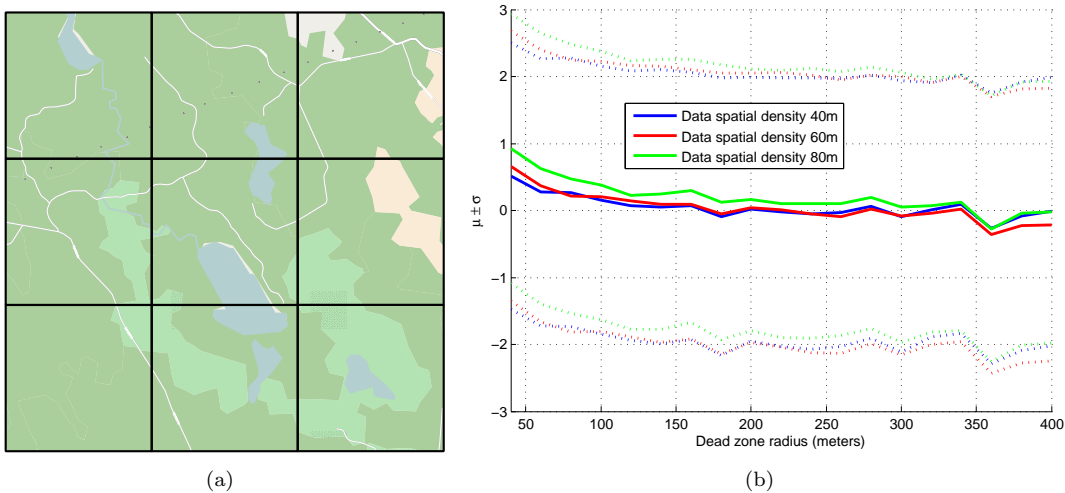 3
2
1
0
−1
−2
−3
μ ± σ
Data spatial density 40m
Data spatial density 60m
Data spatial density 80m
50 100 150 200 250 300 350 400
Dead zone radius (meters)
(a) (b)